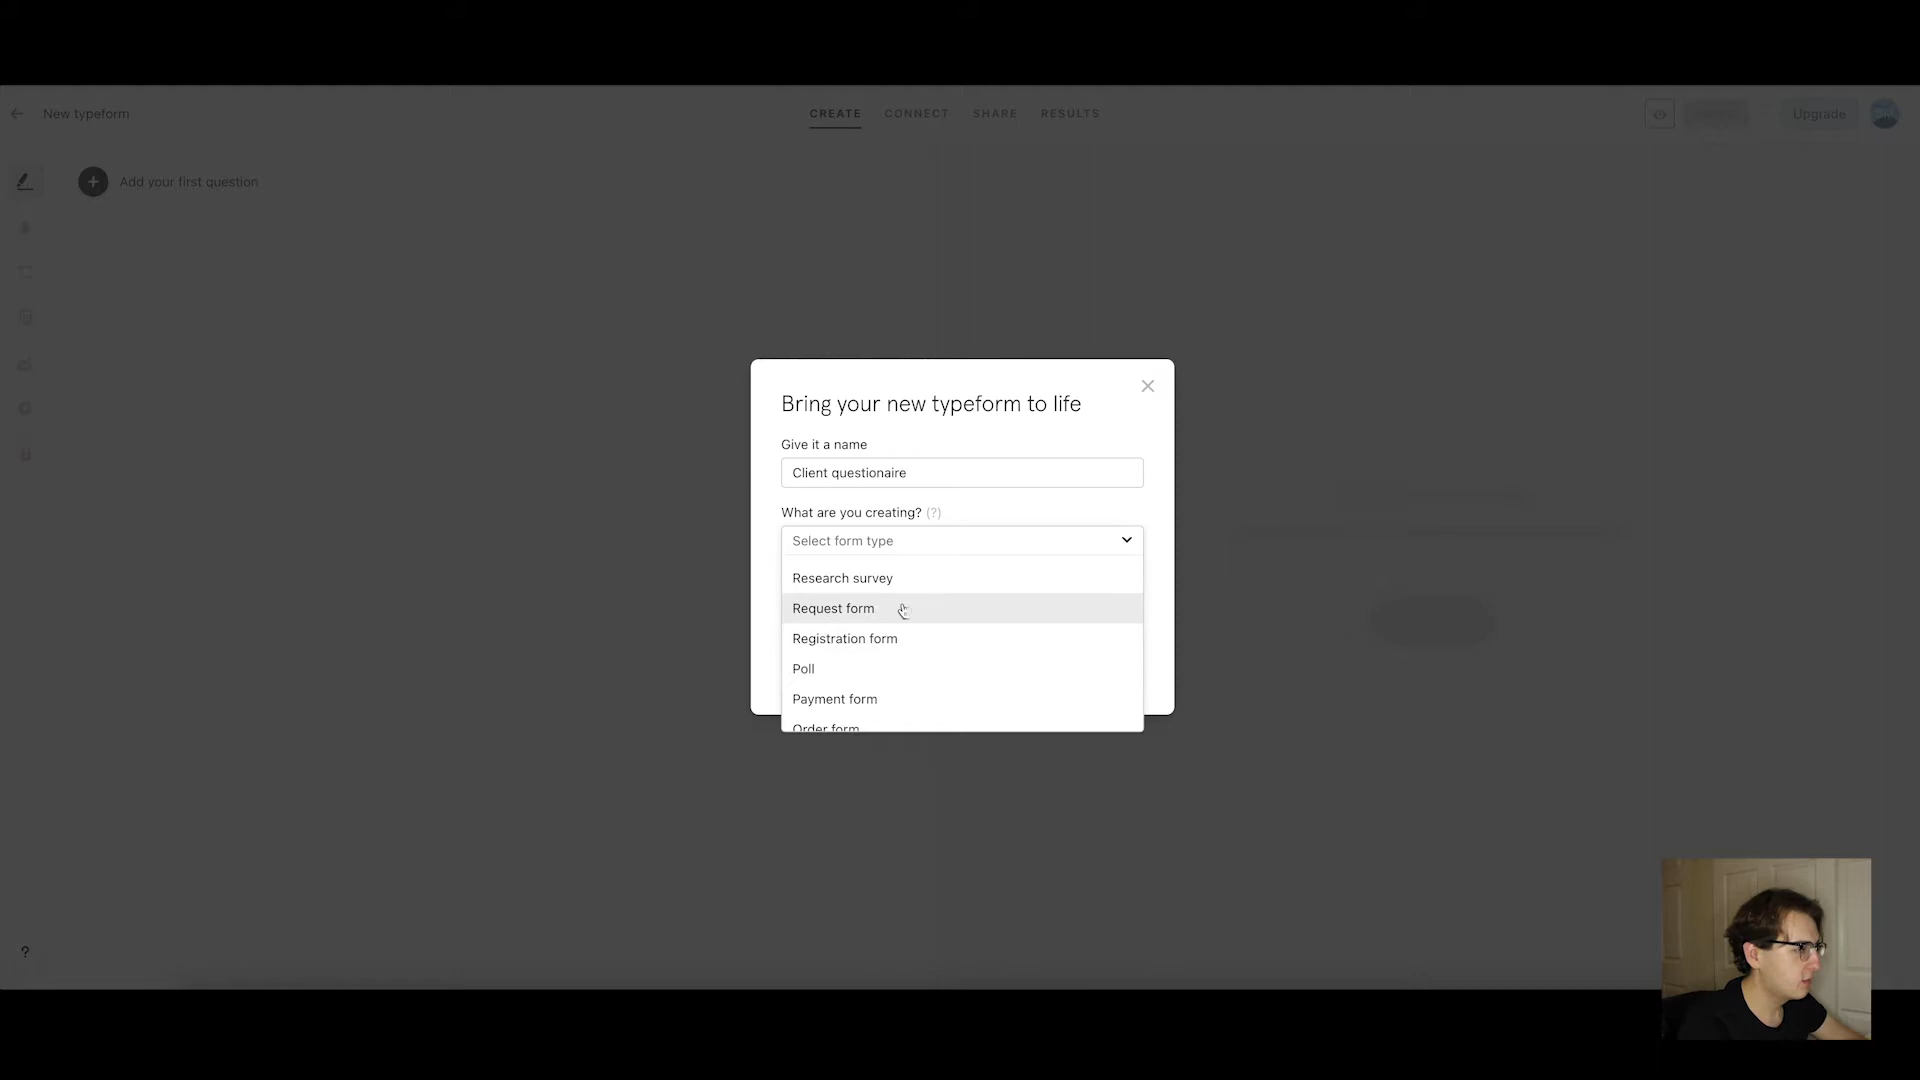 New typeform
CREATE
CONNECT
SHARE
RESULTS
Upgrade
Add your first question
Bring your new typeform to life
Give it a name
Client questionaire
What are you creating? (?)
Select form type
Research survey
Request form
Registration form
Poll
Payment form
Order form
?